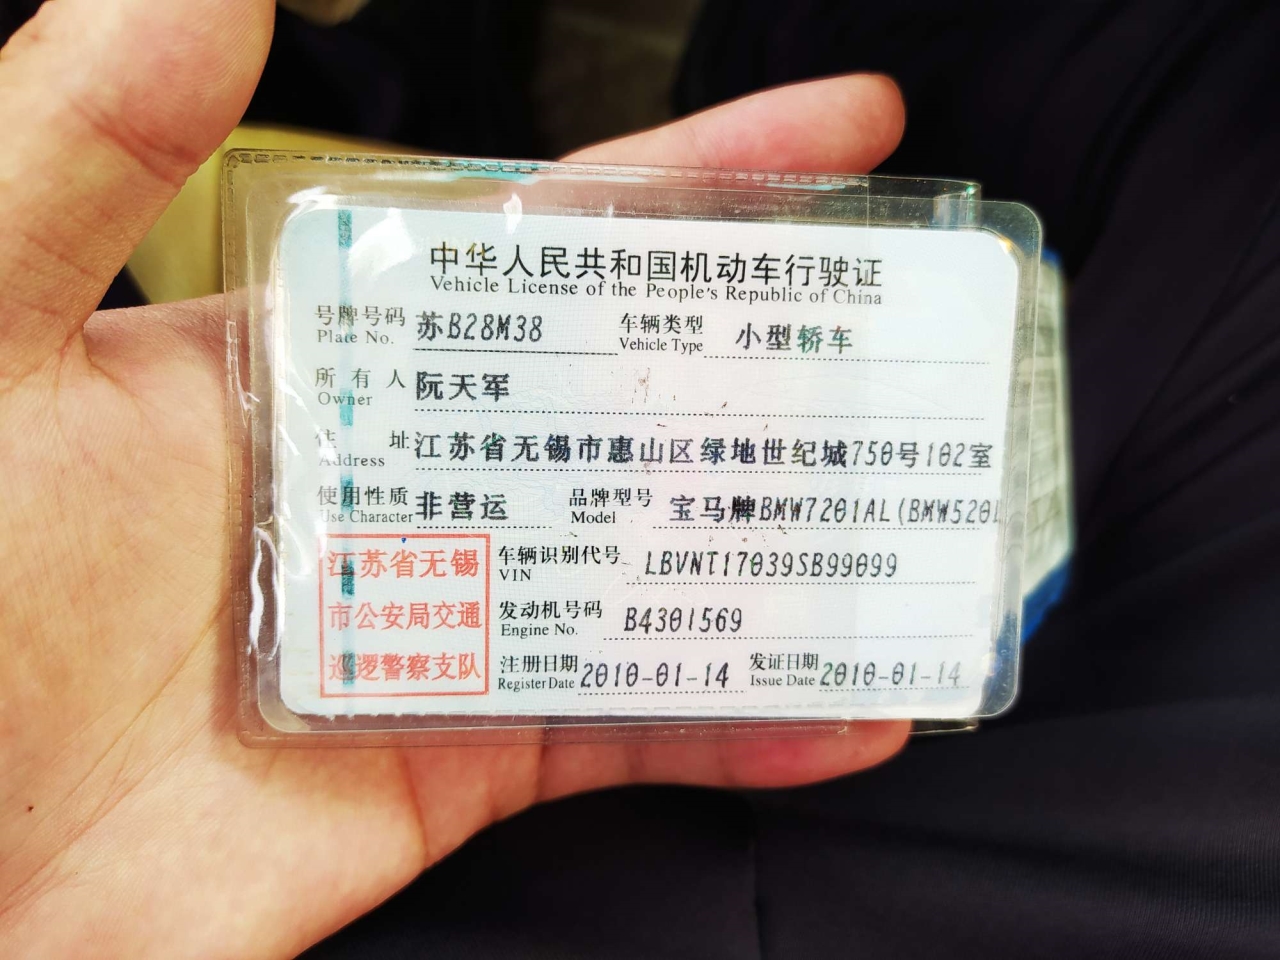 中华人民共和国机动车行驶证
Vehicle License of the People's Republic of China
号牌号码 苏B28M38 车辆类型 小型轿车
Plate No. Vehicle Type
所有人 阮天军
Owner
住址 江苏省无锡市惠山区绿地世纪城750号102室
Address
使用性质 非营运 品牌型号 宝马牌BMW7201AL(BMW520L
Use Character Model
江苏省无锡
市公安局交通
巡逻警察支队
车辆识别代号 LBVNT17039SB99099
VIN
发动机号码 B4301569
Engine No.
注册日期 2010-01-14 发证日期 2010-01-14
Register Date Issue Date